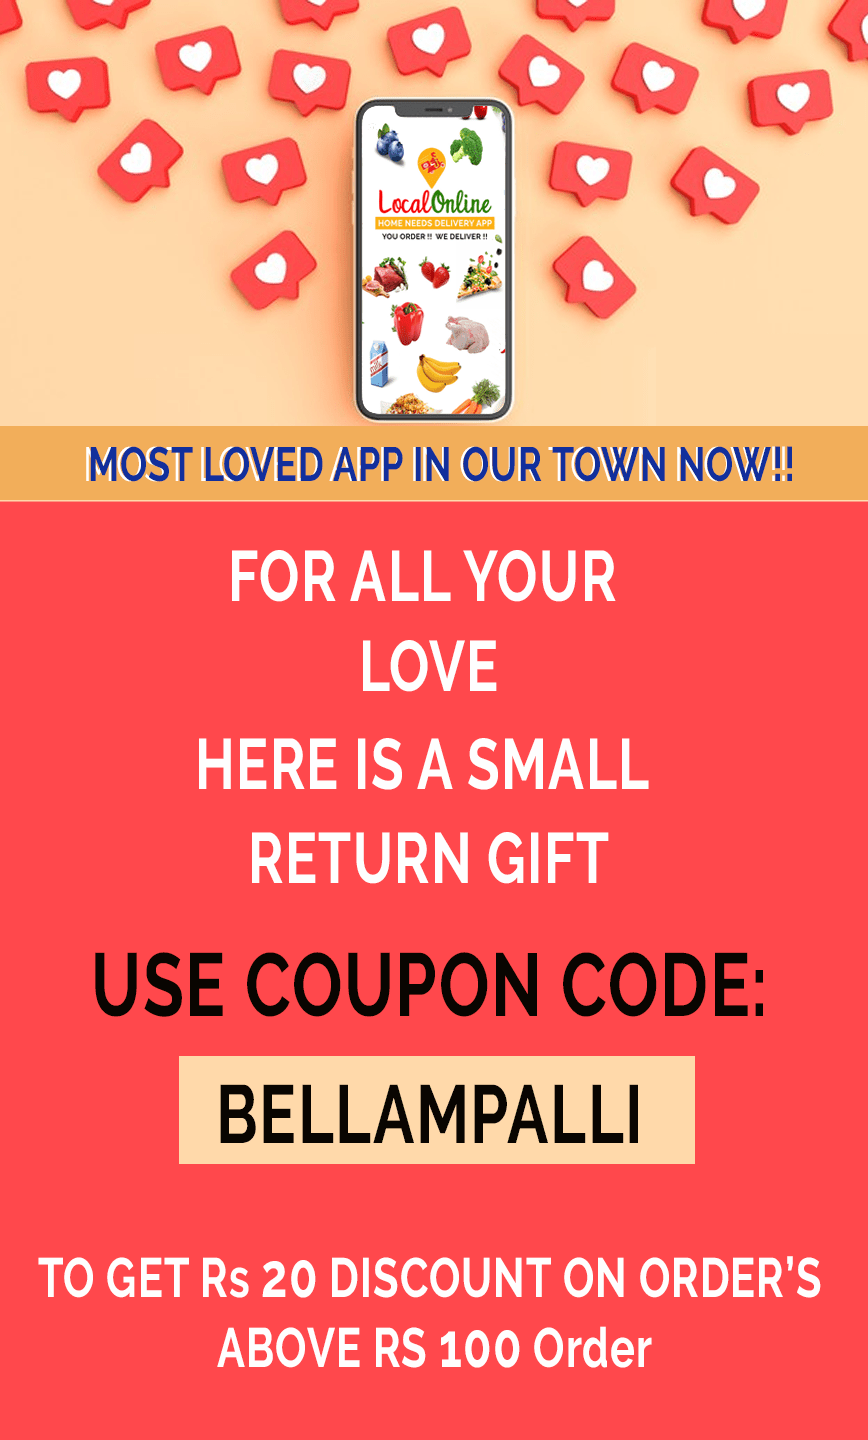 LocalOnline
HOME NEEDS DELIVERY APP
YOU ORDER !! WE DELIVER !!
MOST LOVED APP IN OUR TOWN NOW!!
FOR ALL YOUR
LOVE
HERE IS A SMALL
RETURN GIFT
USE COUPON CODE:
BELLAMPALLI
TO GET Rs 20 DISCOUNT ON ORDER’S
ABOVE RS 100 Order